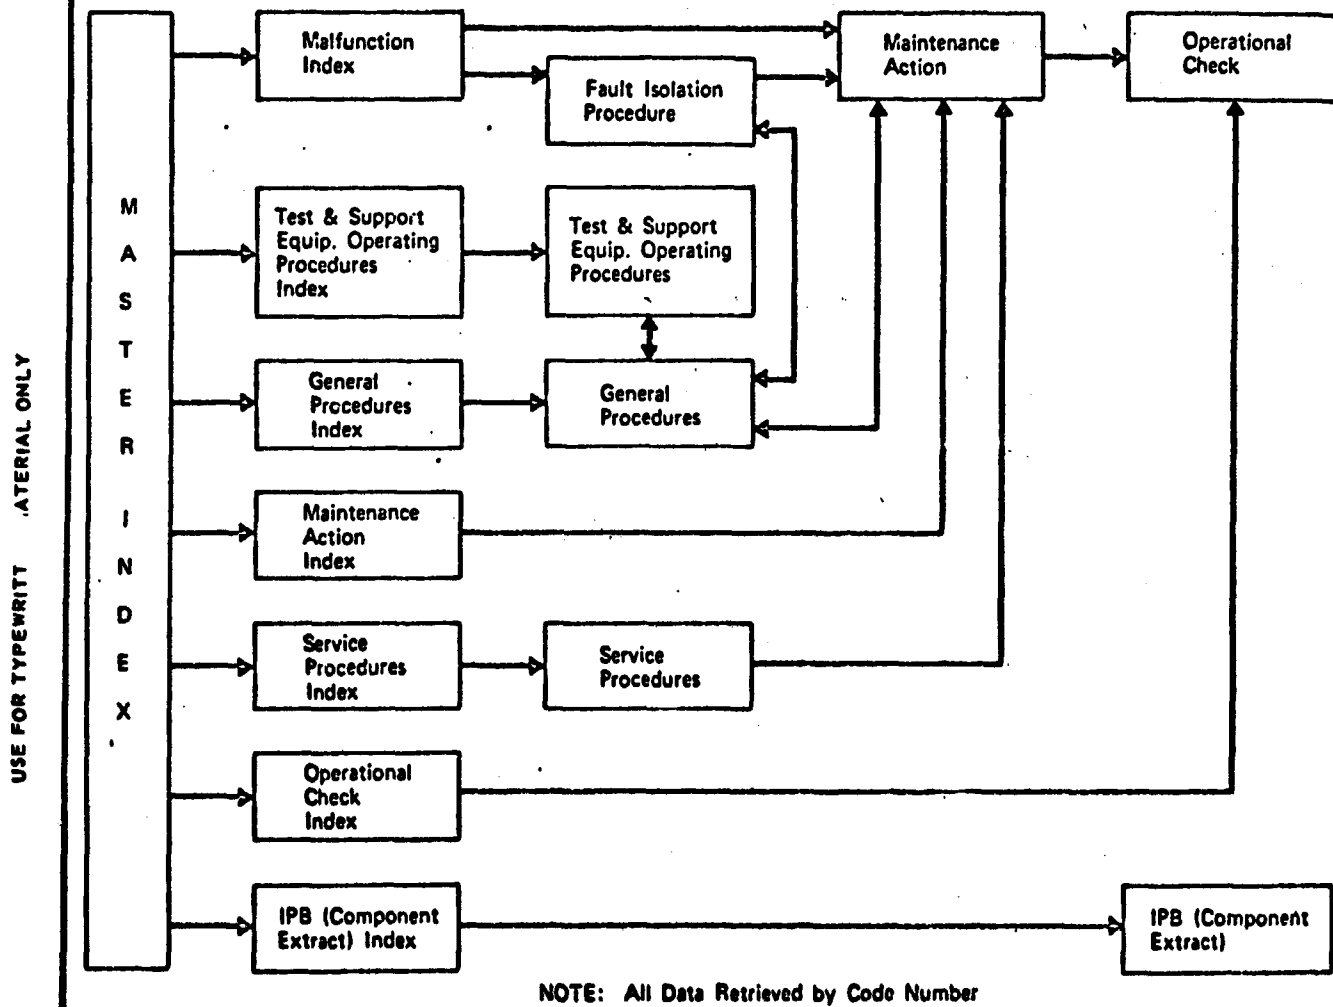 Malfunction
Index
Maintenance
Action
Operational
Check
Fault Isolation
Procedure
MASTER INDEX
Test & Support
Equip. Operating
Procedures
Index
Test & Support
Equip. Operating
Procedures
General
Procedures
Index
General
Procedures
Maintenance
Action
Index
Service
Procedures
Index
Service
Procedures
Operational
Check
Index
IPB (Component
Extract) Index
IPB (Component
Extract)
NOTE: All Data Retrieved by Code Number
USE FOR TYPEWRITT ATERIAL ONLY